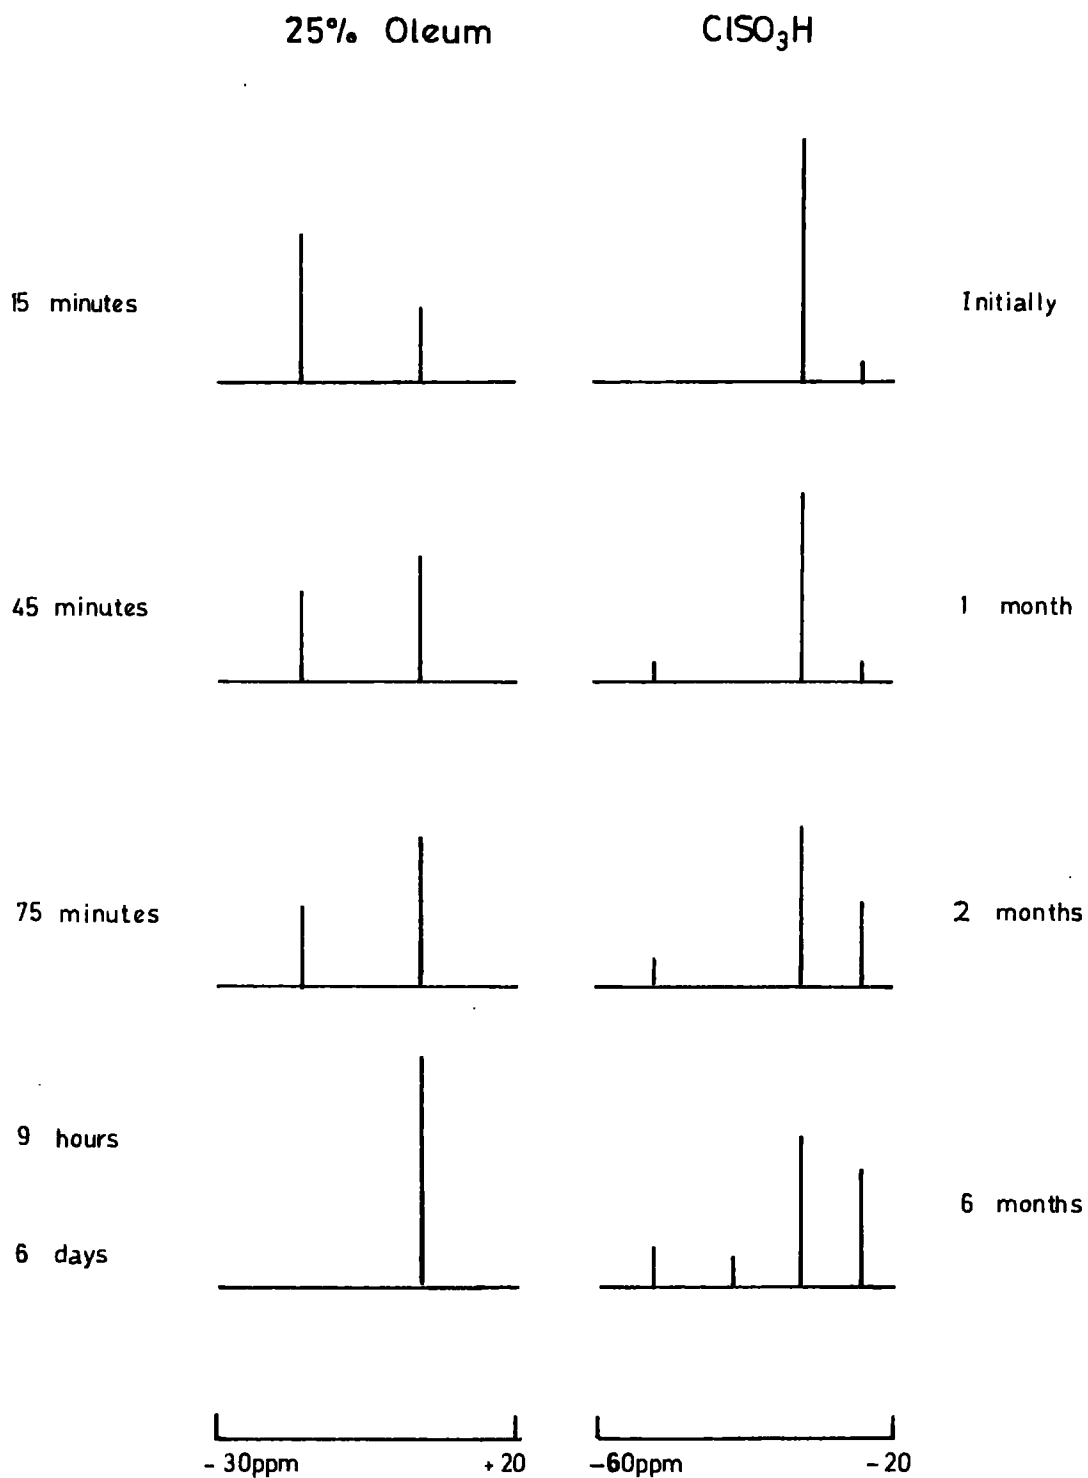 25% Oleum ClSO₃H
15 minutes Initially
45 minutes 1 month
75 minutes 2 months
9 hours
6 months
6 days
-30ppm +20 -60ppm -20